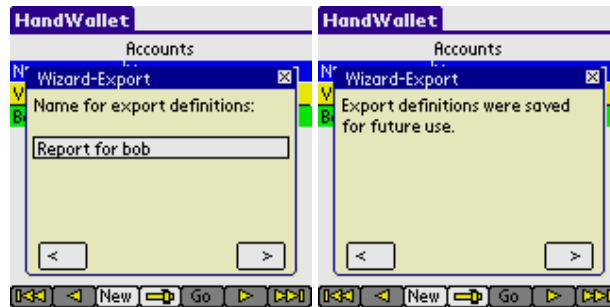 HandWallet
Accounts
Wizard-Export
Name for export definitions:
Report for bob
<
>
New
Go
HandWallet
Accounts
Wizard-Export
Export definitions were saved
for future use.
<
>
New
Go